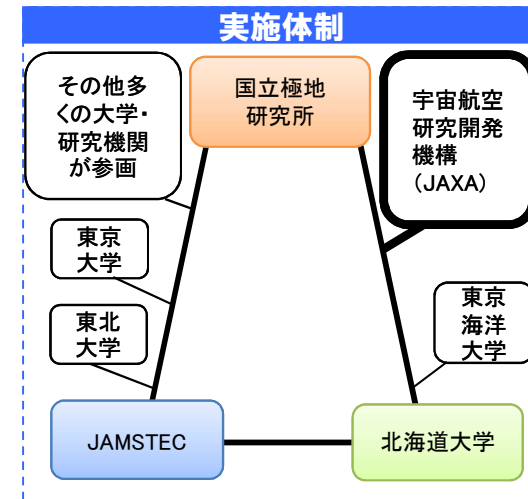 実施体制
その他多
くの大学・
研究機関
が参画
国立極地
研究所
宇宙航空
研究開発
機構
（JAXA）
東京
大学
東北
大学
東京
海洋
大学
JAMSTEC
北海道大学